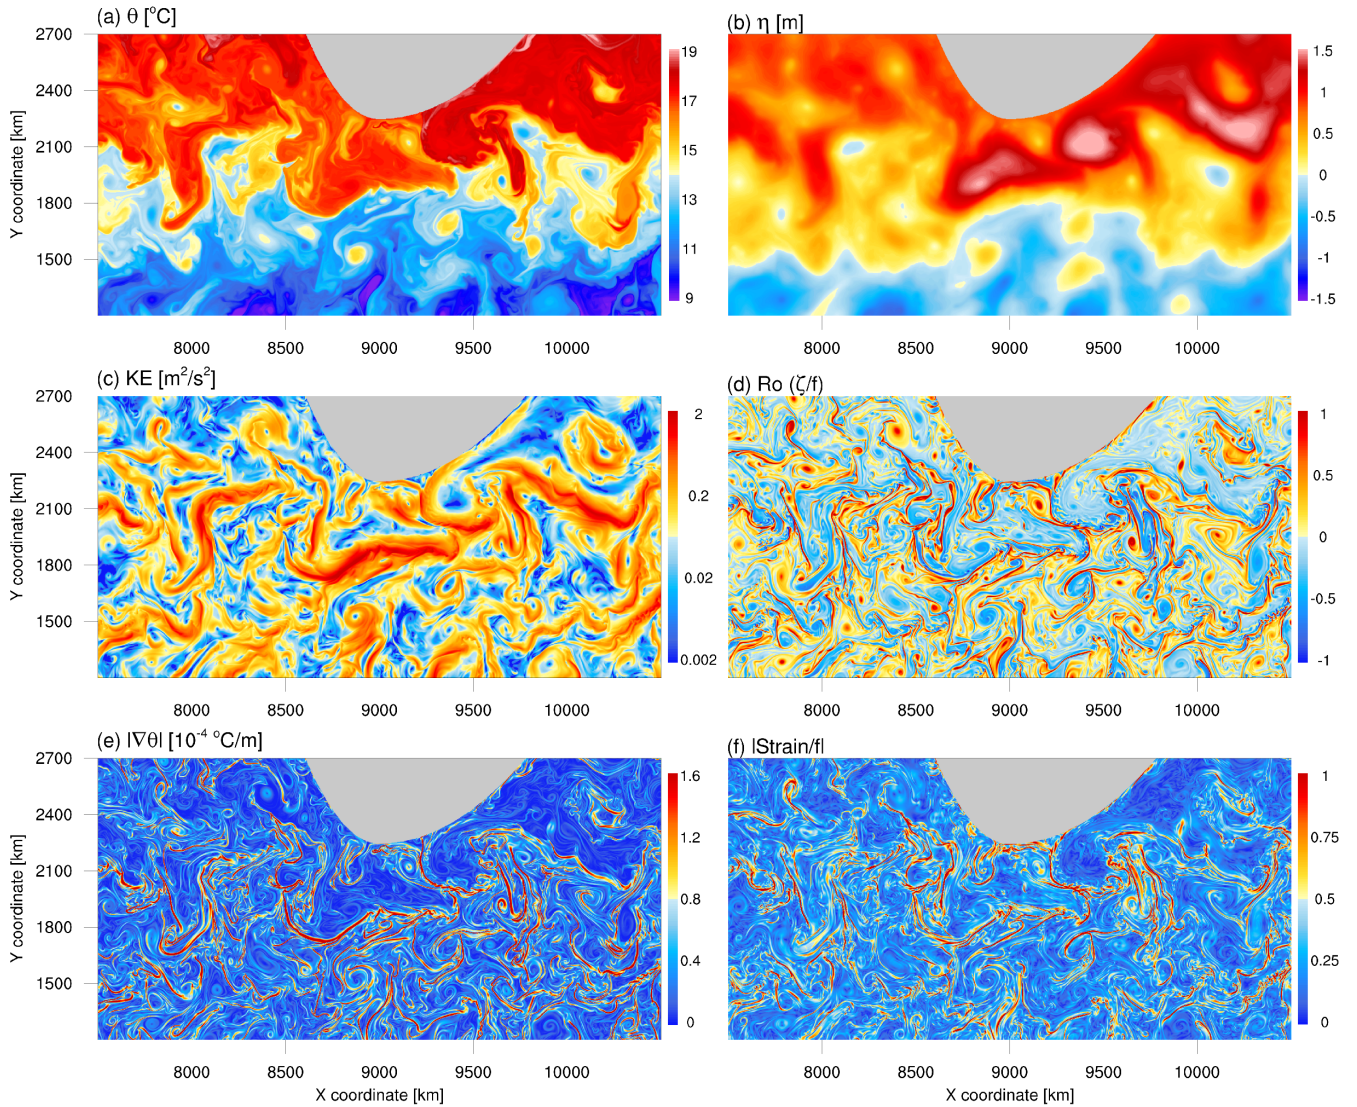 (a) θ [°C]
2700
2400
2100
1800
1500
Y coordinate [km]
19
17
15
13
11
9
8000 8500 9000 9500 10000
(b) η [m]
1.5
1
0.5
0
-0.5
-1
-1.5
8000 8500 9000 9500 10000
(c) KE [m²/s²]
2700
2400
2100
1800
1500
Y coordinate [km]
2
0.2
0.02
0.002
8000 8500 9000 9500 10000
(d) Ro (ζ/f)
1
0.5
0
-0.5
-1
8000 8500 9000 9500 10000
(e) |∇θ| [10⁻⁴ °C/m]
2700
2400
2100
1800
1500
Y coordinate [km]
1.6
1.2
0.8
0.4
0
8000 8500 9000 9500 10000
X coordinate [km]
(f) |Strain/f|
1
0.75
0.5
0.25
0
8000 8500 9000 9500 10000
X coordinate [km]